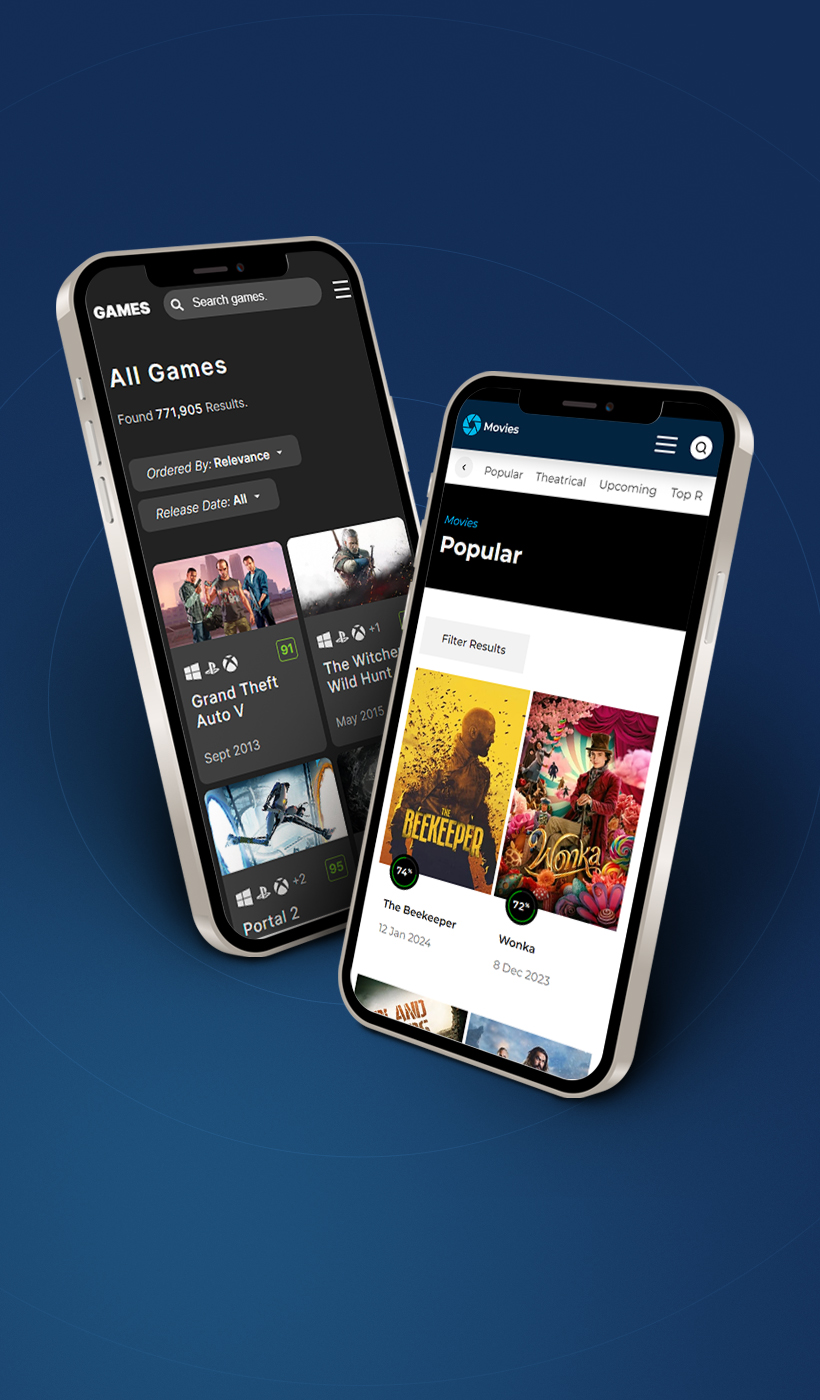 GAMES
Search games.
All Games
Found 771,905 Results.
Ordered By: Relevance
Release Date: All
91
Grand Theft
Auto V
Sept 2013
+1
The Witche
Wild Hunt
May 2015
95
+2
Portal 2
Movies
Popular
Theatrical
Upcoming
Top R
Movies
Popular
Filter Results
THE
BEEKEEPER
74%
The Beekeeper
12 Jan 2024
Wonka
72%
Wonka
8 Dec 2023
AND